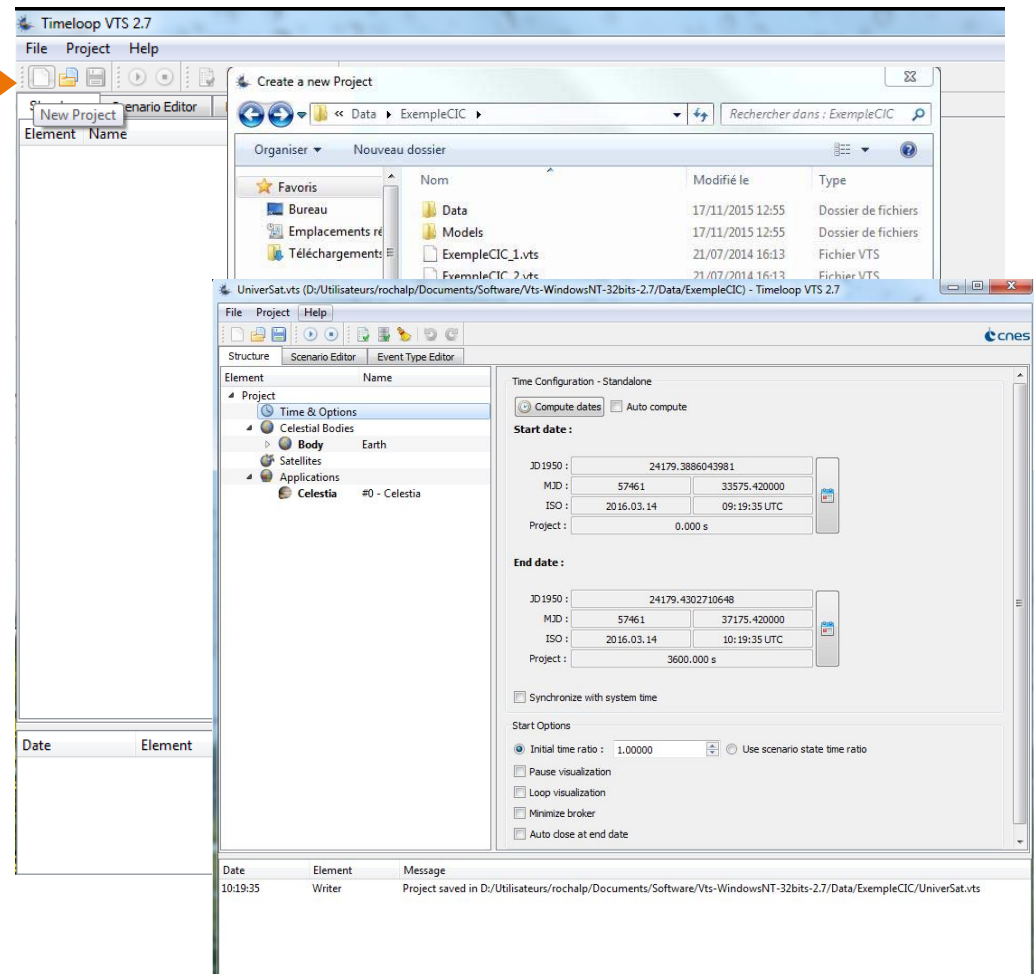 Timeloop VTS 2.7
File Project Help
New Project
Scenario Editor
Element Name
Create a new Project
« Data ExempleCIC
Rechercher dans : ExempleCIC
Organiser Nouveau dossier
Favoris
Bureau
Emplacements ré
Téléchargements
Nom Modifié le Type
Data 17/11/2015 12:55 Dossier de fichiers
Models 17/11/2015 12:55 Dossier de fichiers
ExempleCIC_1.vts 21/07/2014 16:13 Fichier VTS
ExempleCIC_2.vts 21/07/2014 16:13 Fichier VTS
Date Element
UniverSat.vts (D:/Utilisateurs/rochalp/Documents/Software/Vts-WindowsNT-32bits-2.7/Data/ExempleCIC) - Timeloop VTS 2.7
File Project Help
cnes
Structure Scenario Editor Event Type Editor
Element Name
Project
Time & Options
Celestial Bodies
Body Earth
Satellites
Applications
Celestia #0 - Celestia
Time Configuration - Standalone
Compute dates Auto compute
Start date :
JD1950 : 24179.3886043981
MJD : 57461 33575.420000
ISO : 2016.03.14 09:19:35 UTC
Project : 0.000 s
End date :
JD1950 : 24179.4302710648
MJD : 57461 37175.420000
ISO : 2016.03.14 10:19:35 UTC
Project : 3600.000 s
Synchronize with system time
Start Options
Initial time ratio : 1.00000 Use scenario state time ratio
Pause visualization
Loop visualization
Minimize broker
Auto close at end date
Date Element Message
10:19:35 Writer Project saved in D:/Utilisateurs/rochalp/Documents/Software/Vts-WindowsNT-32bits-2.7/Data/ExempleCIC/UniverSat.vts